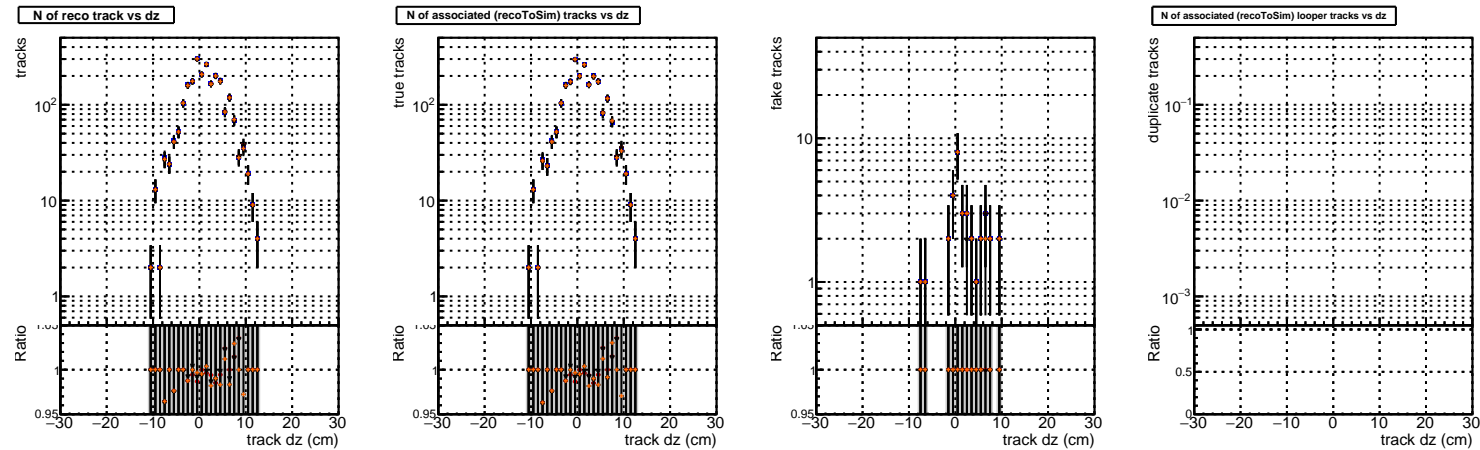 N of reco track vs dz
tracks
10²
10
1
Ratio
1.05
1
0.95
−30 −20 −10 0 10 20 30
track dz (cm)
N of associated (recoToSim) tracks vs dz
true tracks
10²
10
1
Ratio
1.05
1
0.95
−30 −20 −10 0 10 20 30
track dz (cm)
fake tracks
10
1
Ratio
1.05
1
0.95
−30 −20 −10 0 10 20 30
track dz (cm)
N of associated (recoToSim) looper tracks vs dz
duplicate tracks
10⁻¹
10⁻²
10⁻³
Ratio
1
0.5
0
−30 −20 −10 0 10 20 30
track dz (cm)